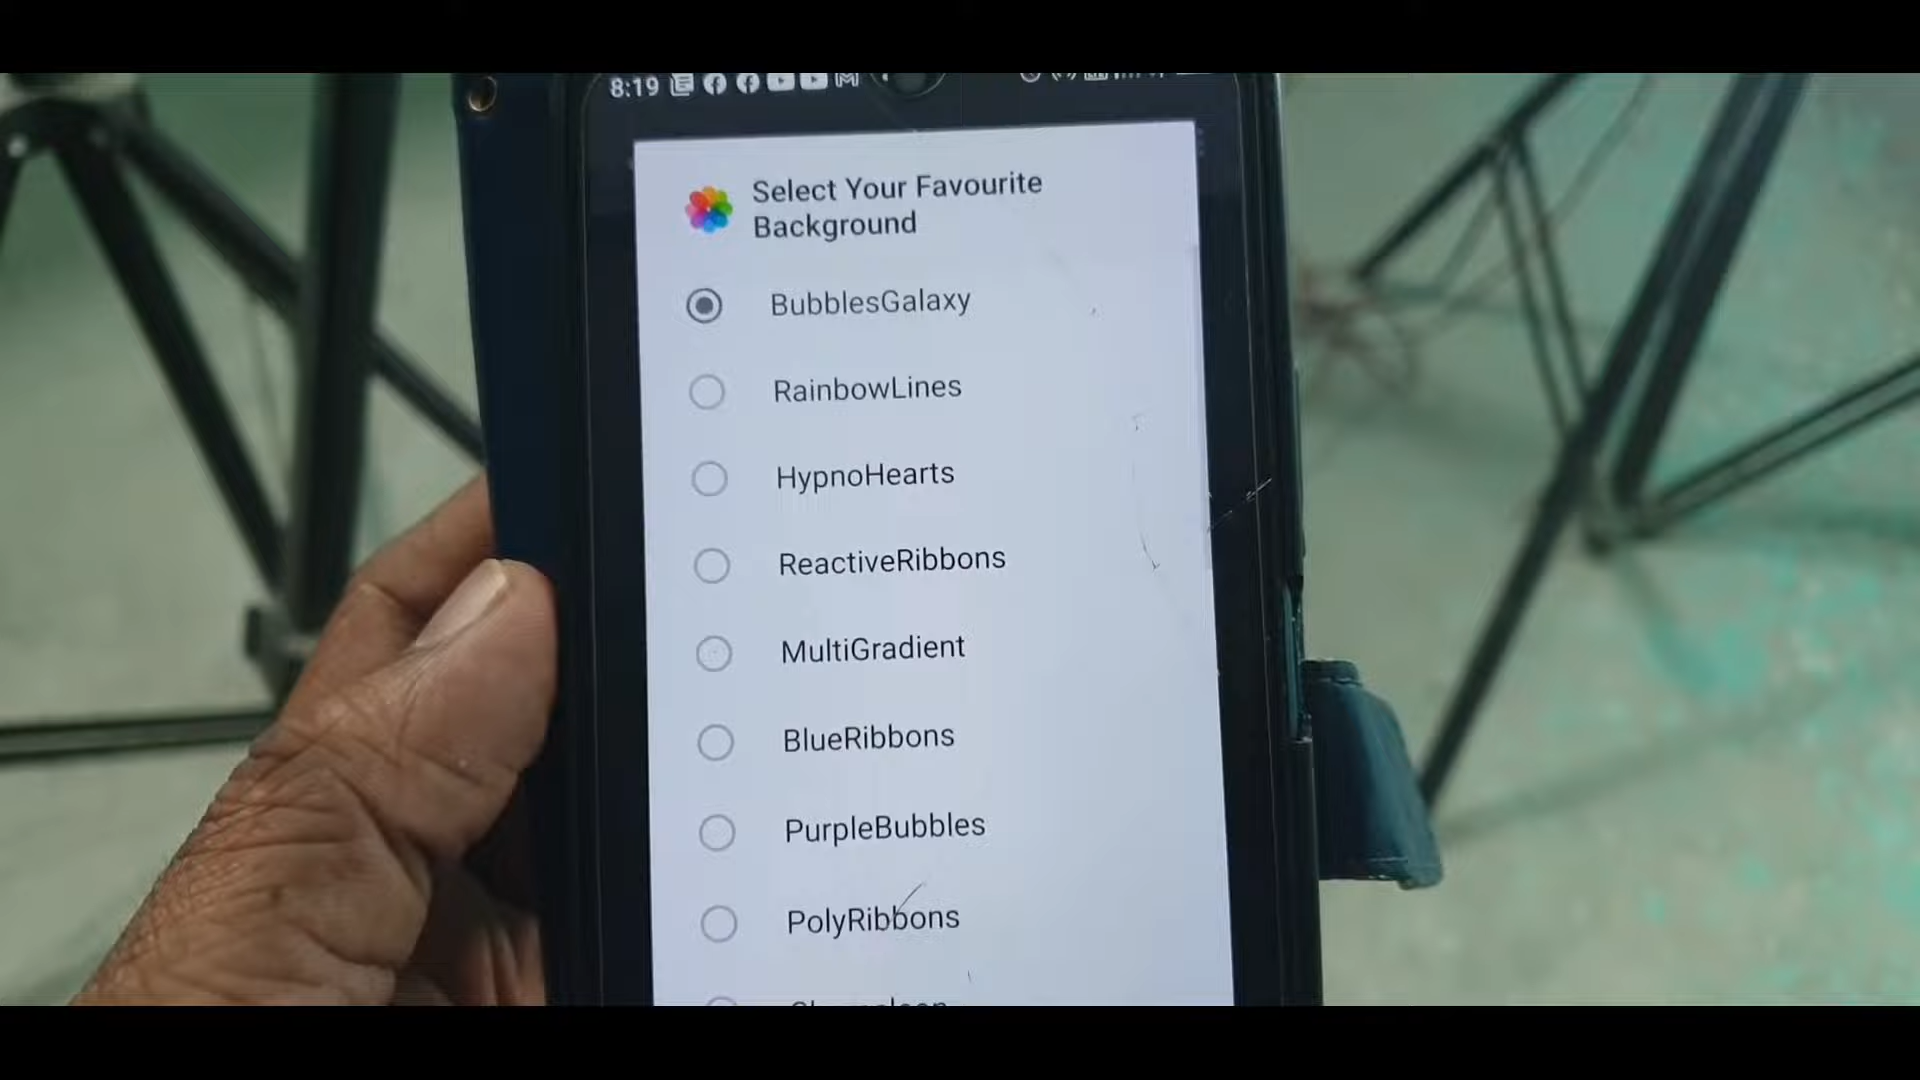 8:19
Select Your Favourite
Background
BubblesGalaxy
RainbowLines
HypnoHearts
ReactiveRibbons
MultiGradient
BlueRibbons
PurpleBubbles
PolyRibbons